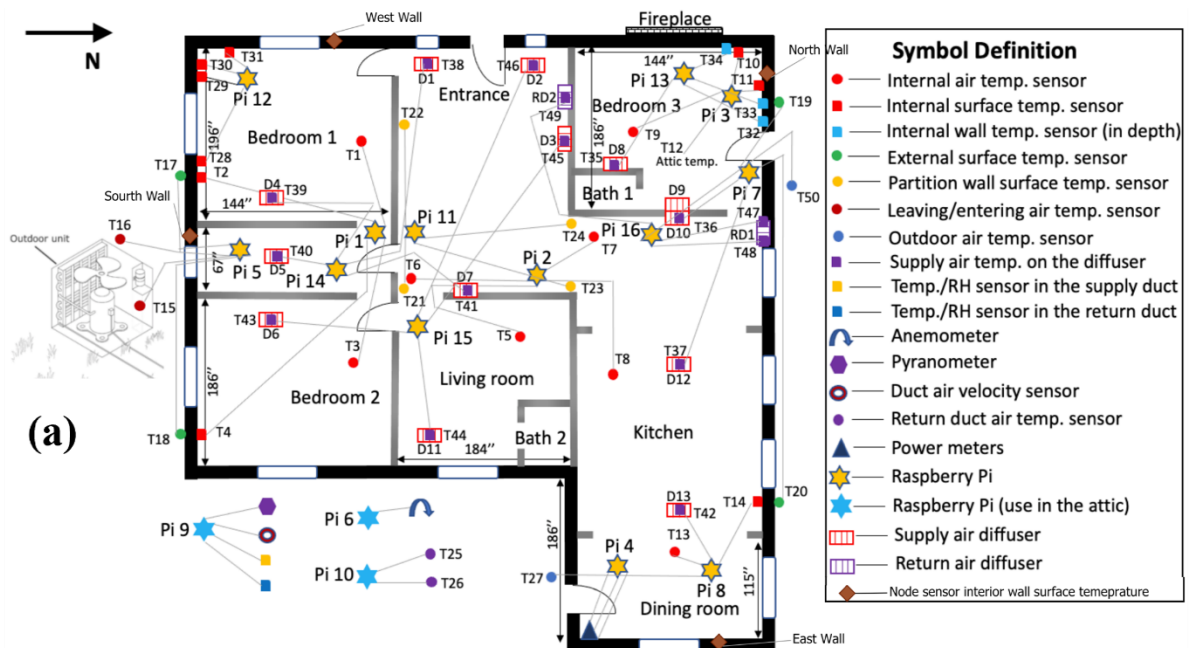 West Wall
Fireplace
N
T31
T30
T29
Pi 12
T38
D1
Entrance
T46
D2
144’’
T34
T10
North Wall
Pi 13
T11
Pi 3
T33
T19
RD2
T49
Bedroom 3
T22
196’’
Bedroom 1
T1
D3
T45
186’’
T9
T12
Attic temp.
T32
T35
D8
T17
T28
T2
Bath 1
Pi 7
T50
Sourth Wall
D4
T39
144’’
D9
T47
T16
Pi 11
T24
T7
Pi 16
D10
T36
RD1
T48
Outdoor unit
67’’
Pi 5
T40
D5
Pi 1
Pi 14
T6
Pi 2
D7
T23
T15
T21
T41
T43
D6
Pi 15
T5
T3
186’’
Living room
T8
T37
D12
Bedroom 2
(a)
T18
T4
T44
D11
184’’
Bath 2
Kitchen
D13
T42
T14
T20
Pi 9
Pi 6
186’’
T13
T25
Pi 10
T26
T27
Pi 4
Pi 8
115’’
Dining room
East Wall
Symbol Definition
Internal air temp. sensor
Internal surface temp. sensor
Internal wall temp. sensor (in depth)
External surface temp. sensor
Partition wall surface temp. sensor
Leaving/entering air temp. sensor
Outdoor air temp. sensor
Supply air temp. on the diffuser
Temp./RH sensor in the supply duct
Temp./RH sensor in the return duct
Anemometer
Pyranometer
Duct air velocity sensor
Return duct air temp. sensor
Power meters
Raspberry Pi
Raspberry Pi (use in the attic)
Supply air diffuser
Return air diffuser
Node sensor interior wall surface temeprature